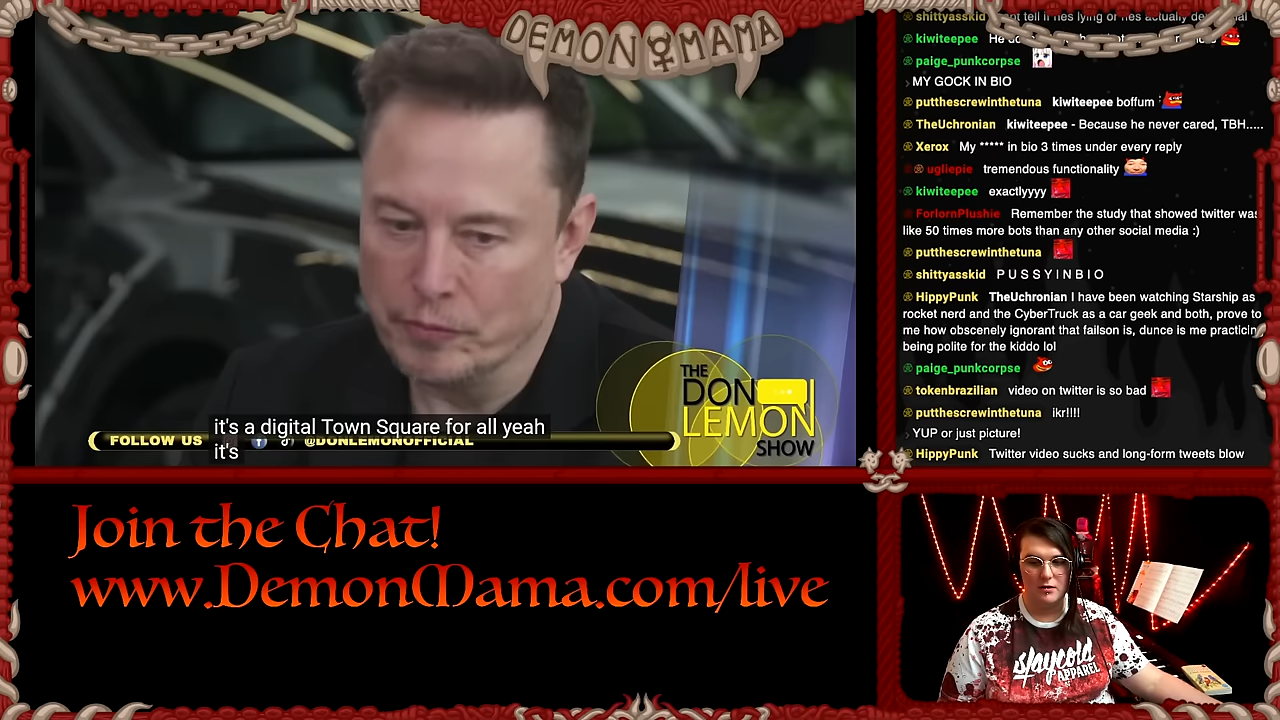 DEMON MAMA
shittyasskid
kiwiteepee
paige_punkcorpse
MY GOCK IN BIO
putthescrewinthetuna kiwiteepee boffum
TheUchronian kiwiteepee - Because he never cared, TBH.....
Xerox My ***** in bio 3 times under every reply
ugliepie tremendous functionality
kiwiteepee exactlyyyy
ForlornPlushie Remember the study that showed twitter was
like 50 times more bots than any other social media :)
putthescrewinthetuna
shittyasskid P U S S Y I N B I O
HippyPunk TheUchronian I have been watching Starship as
rocket nerd and the CyberTruck as a car geek and both, prove to
me how obscenely ignorant that failson is, dunce is me practicin
being polite for the kiddo lol
paige_punkcorpse
tokenbrazilian video on twitter is so bad
putthescrewinthetuna ikr!!!!
YUP or just picture!
HippyPunk Twitter video sucks and long-form tweets blow
THE
DON
LEMON
SHOW
it's a digital Town Square for all yeah
it's
FOLLOW US @DONLEMONOFFICIAL
Join the Chat!
www.DemonMama.com/live
staycold
APPAREL